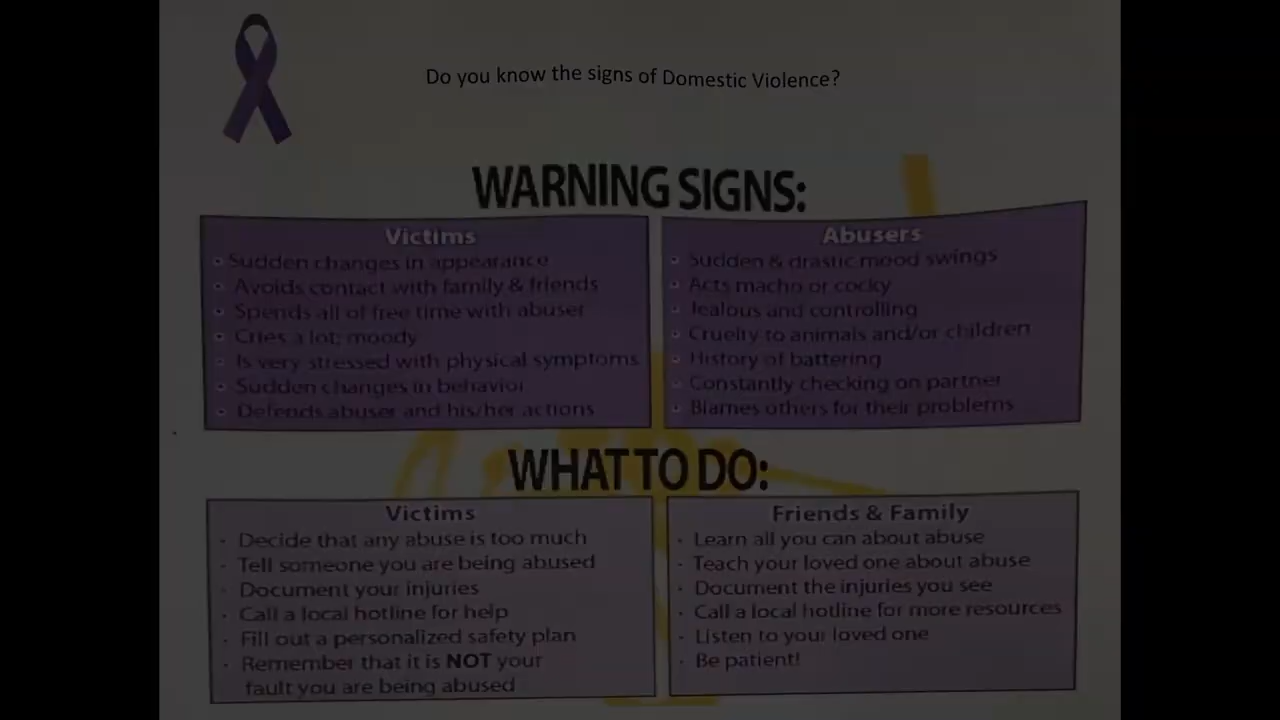 Do you know the signs of Domestic Violence?
WARNING SIGNS:
Victims
• Sudden changes in appearance
• Avoids contact with family & friends
• Spends all of free time with abuser
• Cries a lot; moody
• Is very stressed with physical symptoms
• Sudden changes in behavior
• Defends abuser and his/her actions
Abusers
• Sudden & drastic mood swings
• Acts macho or cocky
• Jealous and controlling
• Cruelty to animals and/or children
• History of battering
• Constantly checking on partner
• Blames others for their problems
WHAT TO DO:
Victims
· Decide that any abuse is too much
· Tell someone you are being abused
· Document your injuries
· Call a local hotline for help
· Fill out a personalized safety plan
· Remember that it is NOT your
fault you are being abused
Friends & Family
· Learn all you can about abuse
· Teach your loved one about abuse
· Document the injuries you see
· Call a local hotline for more resources
· Listen to your loved one
· Be patient!